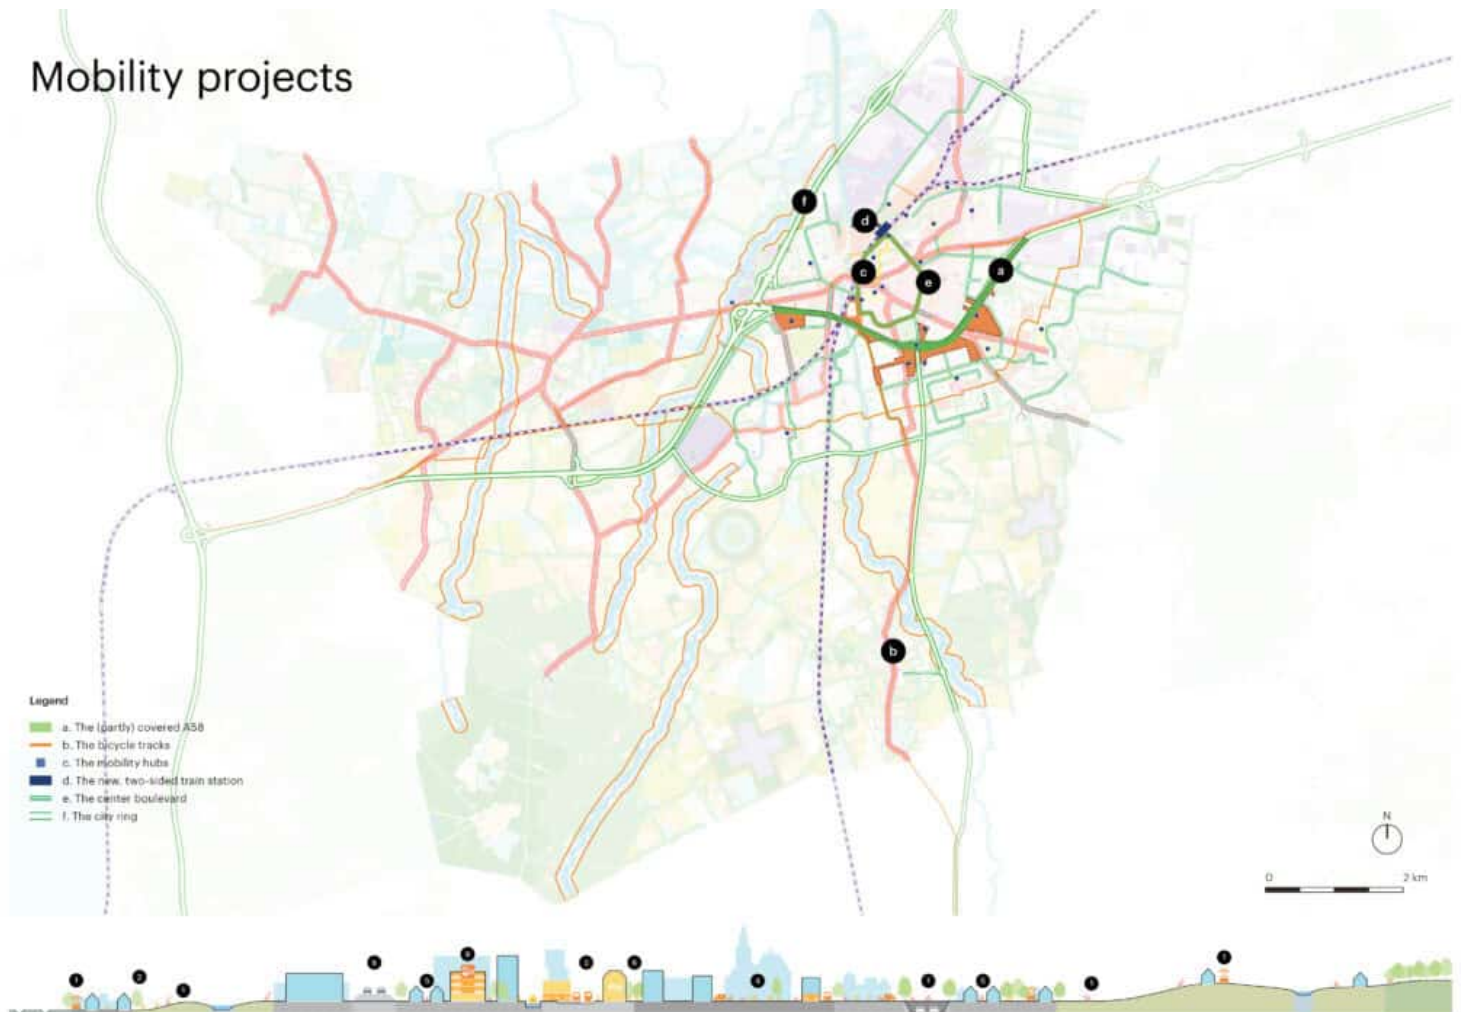 Mobility projects
f
d
c
e
a
b
Legend
a. The (partly) covered A58
b. The bicycle tracks
c. The mobility hubs
d. The new, two-sided train station
e. The center boulevard
f. The city ring
N
0 2 km